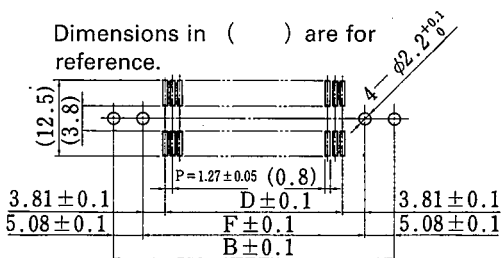 Dimensions in ( ) are for
reference.
4－φ2.2 +0.1 0
(12.5)
(3.8)
P=1.27±0.05 (0.8)
3.81±0.1 D±0.1 3.81±0.1
5.08±0.1 F±0.1 5.08±0.1
B±0.1